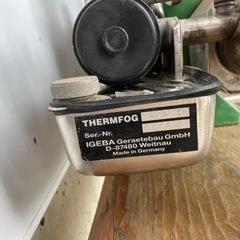 THERMFOG
Ser.-Nr.
IGEBA Geraetebau GmbH
D-87480 Weitnau
Made in Germany